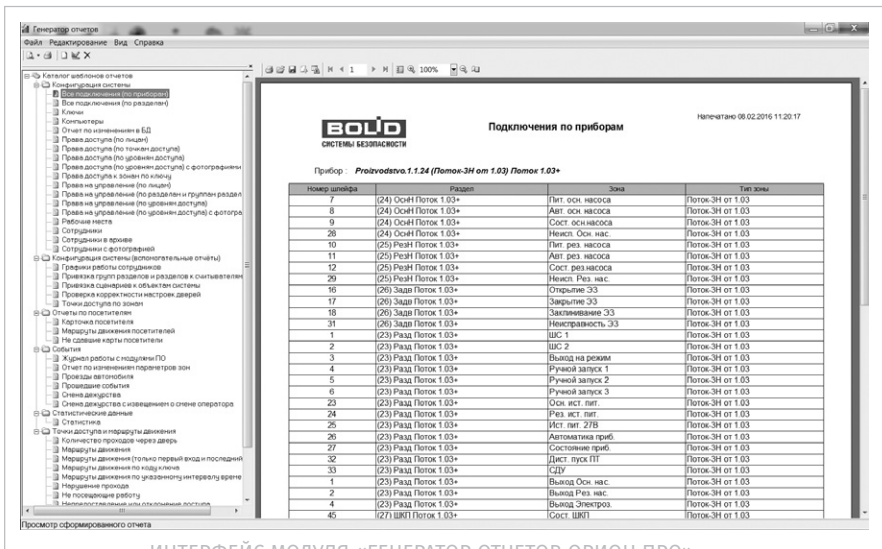 Генератор отчетов
Файл Редактирование Вид Справка
1 100%
Каталог шаблонов отчетов
Конфигурация системы
Все подключения (по приборам)
Все подключения (по разделам)
Ключи
Компьютеры
Отчет по изменениям в БД
Права доступа (по лицам)
Права доступа (по точкам доступа)
Права доступа (по уровням доступа)
Права доступа (по уровням доступа) с фотографиями
Права доступа к зонам по ключу
Права на управление (по лицам)
Права на управление (по разделам и группам раздел
Права на управление (по уровням доступа)
Права на управление (по уровням доступа) с фотогра
Рабочие места
Сотрудники
Сотрудники в архиве
Сотрудники с фотографией
Конфигурация системы (вспомогательные отчёты)
Графики работы сотрудников
Привязка групп разделов и разделов к считывателям
Привязка сценариев к объектам системы
Проверка корректности настроек дверей
Точки доступа по зонам
Отчеты по посетителям
Карточка посетителя
Маршруты движения посетителей
Не сдавшие карты посетители
События
Журнал работы с модулями ПО
Отчет по изменениям параметров зон
Проезды автомобиля
Прошедшие события
Смена дежурства
Смена дежурства с извещением о смене оператора
Статистические данные
Статистика
Точки доступа и маршруты движения
Количество проходов через дверь
Маршруты движения
Маршруты движения (только первый вход и последний
Маршруты движения по коду ключа
Маршруты движения по указанному интервалу време
Нарушение прохода
Не посещающие работу
Непредоставление или отклонение доступа
Просмотр сформированного отчета
BOLID
СИСТЕМЫ БЕЗОПАСНОСТИ
Подключения по приборам
Напечатано 08.02.2016 11:20:17
Прибор : Proizvodstvo.1.1.24 (Поток-3Н от 1.03) Поток 1.03+
Номер шлейфа Раздел Зона Тип зоны
7 (24) ОснН Поток 1.03+ Пит. осн. насоса Поток-3Н от 1.03
8 (24) ОснН Поток 1.03+ Авт. осн. насоса Поток-3Н от 1.03
9 (24) ОснН Поток 1.03+ Сост. осн насоса Поток-3Н от 1.03
28 (24) ОснН Поток 1.03+ Неисп. Осн. нас. Поток-3Н от 1.03
10 (25) РезН Поток 1.03+ Пит. рез. насоса Поток-3Н от 1.03
11 (25) РезН Поток 1.03+ Авт. рез. насоса Поток-3Н от 1.03
12 (25) РезН Поток 1.03+ Сост. рез.насоса Поток-3Н от 1.03
29 (25) РезН Поток 1.03+ Неисп. Рез. нас. Поток-3Н от 1.03
16 (26) Задв Поток 1.03+ Открытие ЭЗ Поток-3Н от 1.03
17 (26) Задв Поток 1.03+ Закрытие ЭЗ Поток-3Н от 1.03
18 (26) Задв Поток 1.03+ Заклинивание ЭЗ Поток-3Н от 1.03
31 (26) Задв Поток 1.03+ Неисправность ЭЗ Поток-3Н от 1.03
1 (23) Разд Поток 1.03+ ШС 1 Поток-3Н от 1.03
2 (23) Разд Поток 1.03+ ШС 2 Поток-3Н от 1.03
3 (23) Разд Поток 1.03+ Выход на режим Поток-3Н от 1.03
4 (23) Разд Поток 1.03+ Ручной запуск 1 Поток-3Н от 1.03
5 (23) Разд Поток 1.03+ Ручной запуск 2 Поток-3Н от 1.03
6 (23) Разд Поток 1.03+ Ручной запуск 3 Поток-3Н от 1.03
23 (23) Разд Поток 1.03+ Осн. ист. пит. Поток-3Н от 1.03
24 (23) Разд Поток 1.03+ Рез. ист. пит. Поток-3Н от 1.03
25 (23) Разд Поток 1.03+ Ист. пит. 27В Поток-3Н от 1.03
26 (23) Разд Поток 1.03+ Автоматика приб. Поток-3Н от 1.03
27 (23) Разд Поток 1.03+ Состояние приб. Поток-3Н от 1.03
32 (23) Разд Поток 1.03+ Дист. пуск ПТ Поток-3Н от 1.03
33 (23) Разд Поток 1.03+ СДУ Поток-3Н от 1.03
1 (23) Разд Поток 1.03+ Выход Осн. нас. Поток-3Н от 1.03
2 (23) Разд Поток 1.03+ Выход Рез. нас. Поток-3Н от 1.03
4 (23) Разд Поток 1.03+ Выход Электроз. Поток-3Н от 1.03
45 (27) ШКП Поток 1.03+ Сост. ШКП Поток-3Н от 1.03
ИНТЕРФЕЙС МОДУЛЯ «ГЕНЕРАТОР ОТЧЕТОВ ОРИОН ПРО»